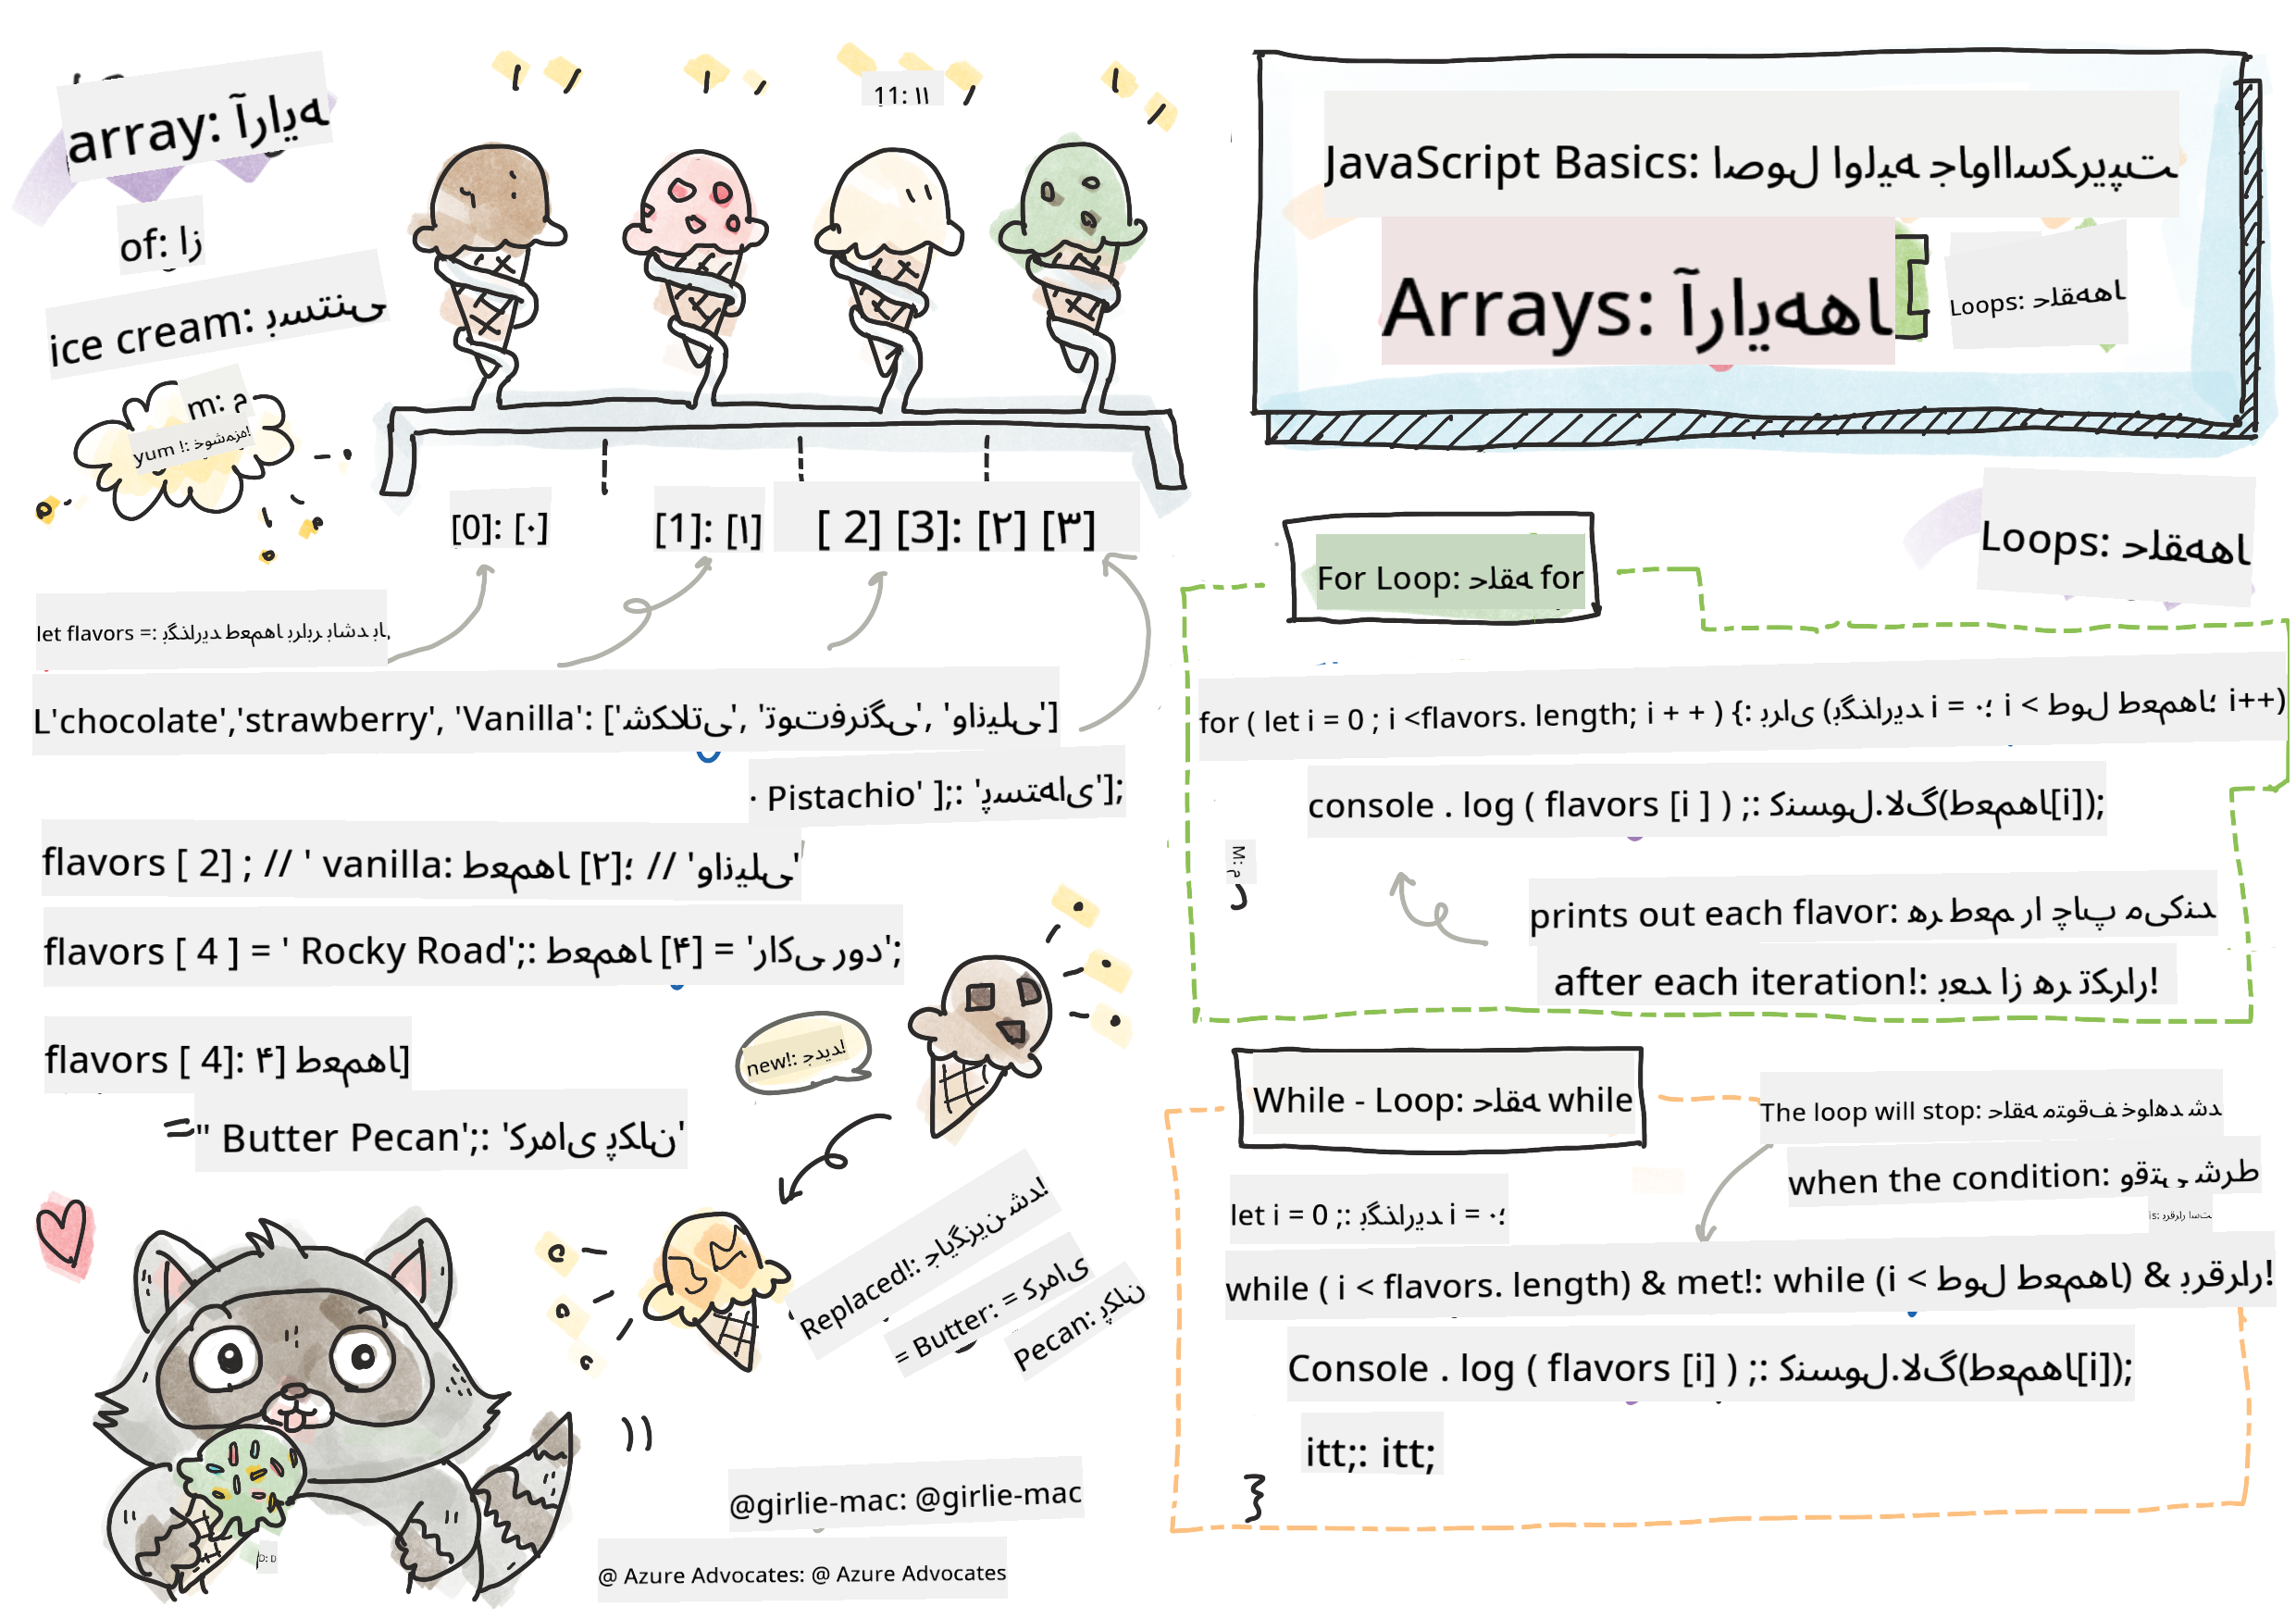 array: آرایه
of: از
ice cream: بستنی
m: م
yum !: خوشمزه!
11: اا
[0]: [۰]
[1]: [۱]
[ 2] [3]: [۲] [۳]
let flavors =: بگذارید طعم‌ها برابر باشد با,
L'chocolate','strawberry', 'Vanilla': ['شکلاتی', 'توت‌فرنگی', 'وانیلی']
· Pistachio' ];: 'پسته‌ای'];
flavors [ 2] ; // ' vanilla: طعم‌ها [۲]؛ // 'وانیلی'
flavors [ 4 ] = ' Rocky Road';: طعم‌ها [۴] = 'راکی رود';
new!: جدید!
flavors [ 4]: ۴] طعم‌ها]
=" Butter Pecan';: 'کره‌ای پکان'
Replaced!: جایگزین شد!
= Butter: = کره‌ای
Pecan: پکان
D: D
@girlie-mac: @girlie-mac
@ Azure Advocates: @ Azure Advocates
JavaScript Basics: اصول اولیه جاوااسکریپت
Arrays: آرایه‌ها
Loops: حلقه‌ها
Loops: حلقه‌ها
For Loop: حلقه for
for ( let i = 0 ; i <flavors. length; i + + ) {: برای (بگذارید i = ۰؛ i < طول طعم‌ها؛ i++)
console . log ( flavors [i ] ) ;: کنسول.لاگ(طعم‌ها[i]);
M: م
prints out each flavor: هر طعم را چاپ می‌کند
after each iteration!: بعد از هر تکرار!
While - Loop: حلقه while
The loop will stop: حلقه متوقف خواهد شد
when the condition: وقتی شرط
is: برقرار است
let i = 0 ;: بگذارید i = ۰؛
while ( i < flavors. length) & met!: while (i < طول طعم‌ها) & برقرار!
Console . log ( flavors [i] ) ;: کنسول.لاگ(طعم‌ها[i]);
itt;: itt;
}